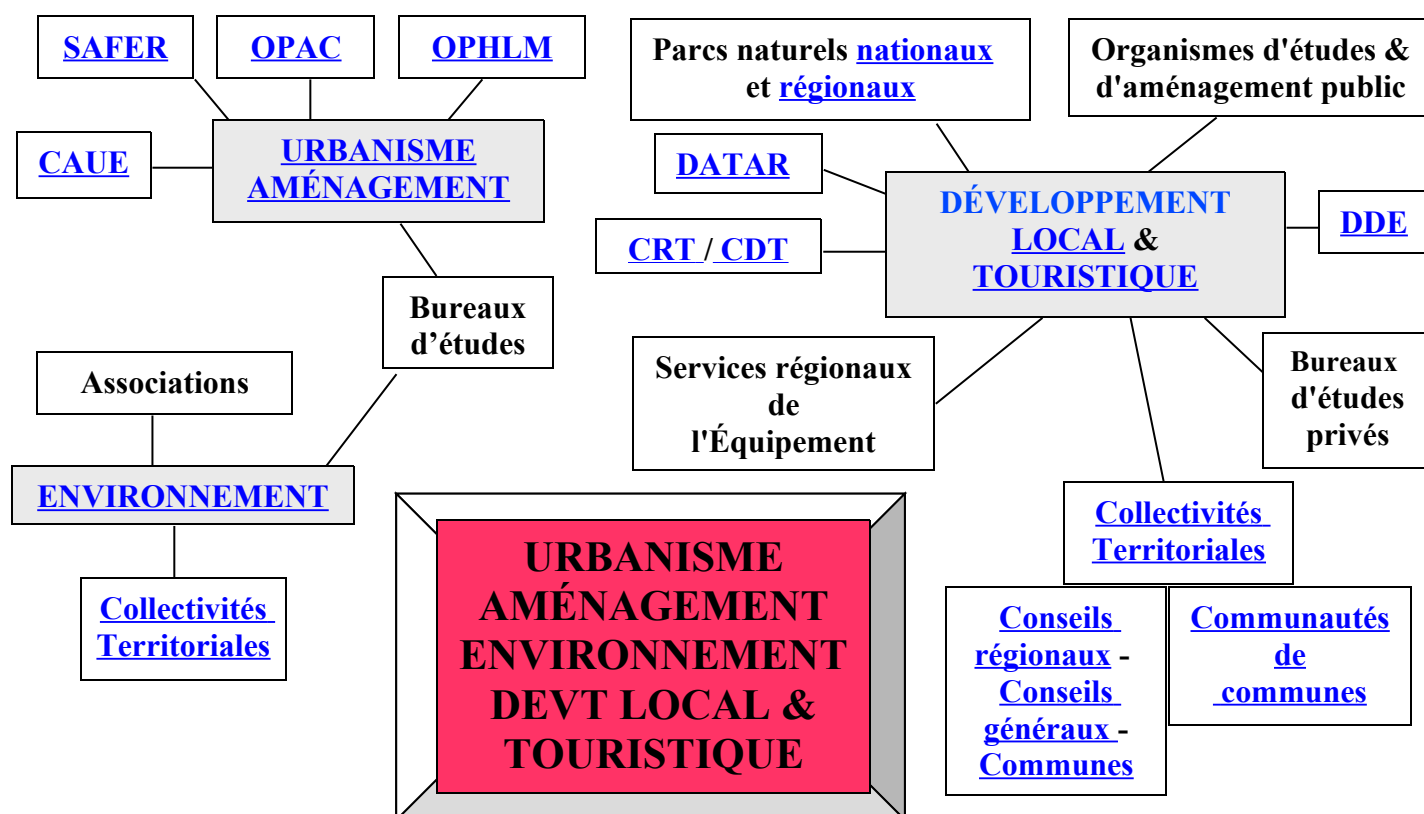 SAFER
OPAC
OPHLM
CAUE
URBANISME
AMÉNAGEMENT
Bureaux
d’études
Associations
ENVIRONNEMENT
Collectivités
Territoriales
Parcs naturels nationaux
et régionaux
Organismes d'études &
d'aménagement public
DATAR
CRT / CDT
DÉVELOPPEMENT
LOCAL &
TOURISTIQUE
DDE
Services régionaux
de
l'Équipement
Bureaux
d'études
privés
Collectivités
Territoriales
Conseils
régionaux -
Conseils
généraux -
Communes
Communautés
de
communes
URBANISME
AMÉNAGEMENT
ENVIRONNEMENT
DEVT LOCAL &
TOURISTIQUE